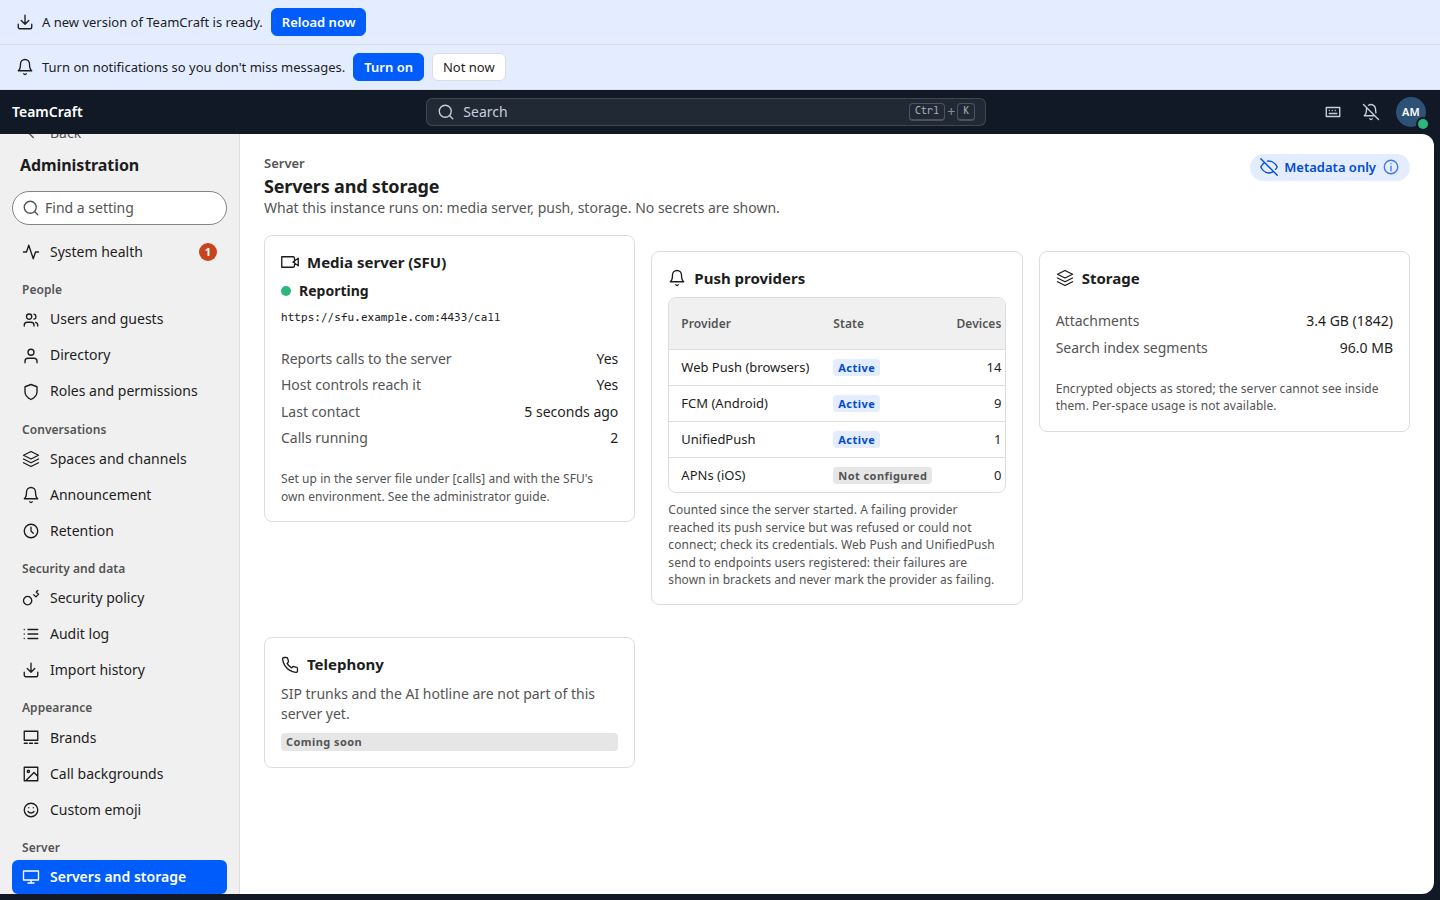 A new version of TeamCraft is ready. Reload now
Turn on notifications so you don't miss messages. Turn on Not now
TeamCraft
Search Ctrl + K
AM
Back
Administration
Find a setting
System health 1
People
Users and guests
Directory
Roles and permissions
Conversations
Spaces and channels
Announcement
Retention
Security and data
Security policy
Audit log
Import history
Appearance
Brands
Call backgrounds
Custom emoji
Server
Servers and storage
Server
Servers and storage
What this instance runs on: media server, push, storage. No secrets are shown.
Metadata only
Media server (SFU)
Reporting
https://sfu.example.com:4433/call
Reports calls to the server Yes
Host controls reach it Yes
Last contact 5 seconds ago
Calls running 2
Set up in the server file under [calls] and with the SFU's
own environment. See the administrator guide.
Push providers
Provider State Devices
Web Push (browsers) Active 14
FCM (Android) Active 9
UnifiedPush Active 1
APNs (iOS) Not configured 0
Counted since the server started. A failing provider
reached its push service but was refused or could not
connect; check its credentials. Web Push and UnifiedPush
send to endpoints users registered: their failures are
shown in brackets and never mark the provider as failing.
Storage
Attachments 3.4 GB (1842)
Search index segments 96.0 MB
Encrypted objects as stored; the server cannot see inside
them. Per-space usage is not available.
Telephony
SIP trunks and the AI hotline are not part of this
server yet.
Coming soon